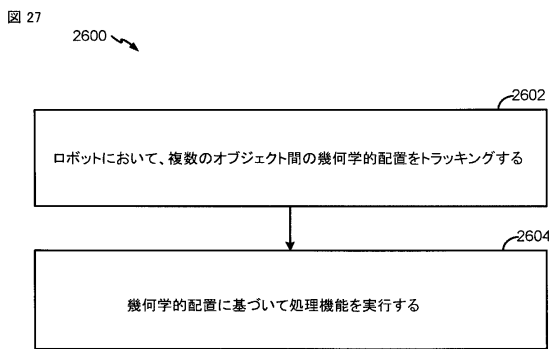 図 27
2600
2602
ロボットにおいて、複数のオブジェクト間の幾何学的配置をトラッキングする
2604
幾何学的配置に基づいて処理機能を実行する